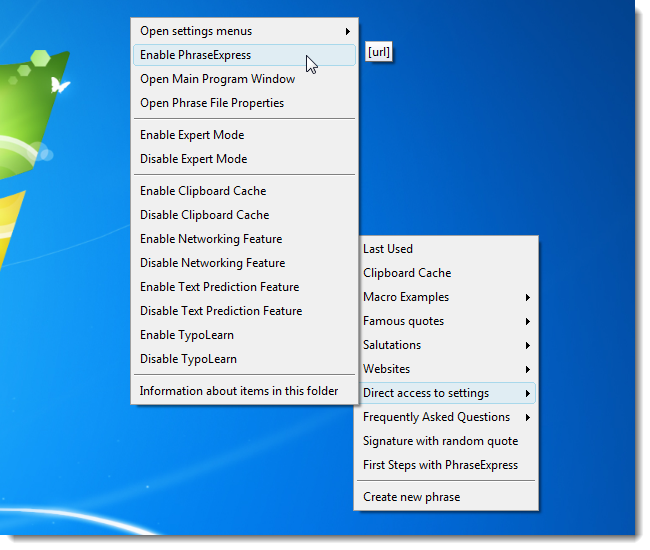 Open settings menus
Enable PhraseExpress
[url]
Open Main Program Window
Open Phrase File Properties
Enable Expert Mode
Disable Expert Mode
Enable Clipboard Cache
Disable Clipboard Cache
Enable Networking Feature
Disable Networking Feature
Enable Text Prediction Feature
Disable Text Prediction Feature
Enable TypoLearn
Disable TypoLearn
Information about items in this folder
Last Used
Clipboard Cache
Macro Examples
Famous quotes
Salutations
Websites
Direct access to settings
Frequently Asked Questions
Signature with random quote
First Steps with PhraseExpress
Create new phrase